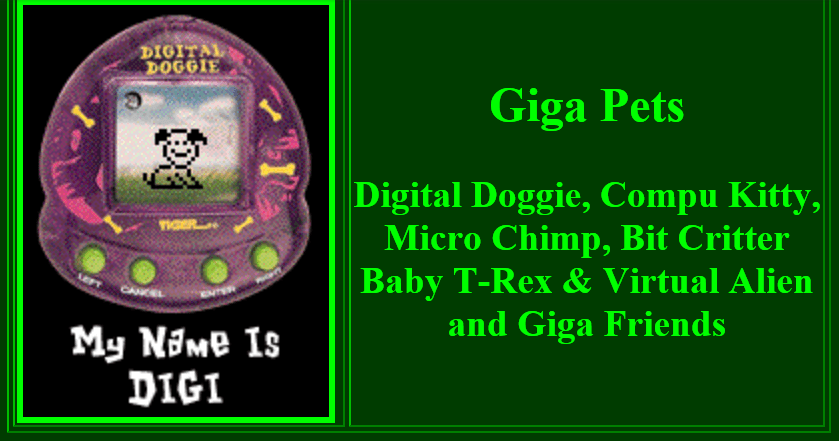 DIGITAL
DOGGIE
TIGER
LEFT
CANCEL
ENTER
RIGHT
My Name Is
DIGI
Giga Pets
Digital Doggie, Compu Kitty,
Micro Chimp, Bit Critter
Baby T-Rex & Virtual Alien
and Giga Friends